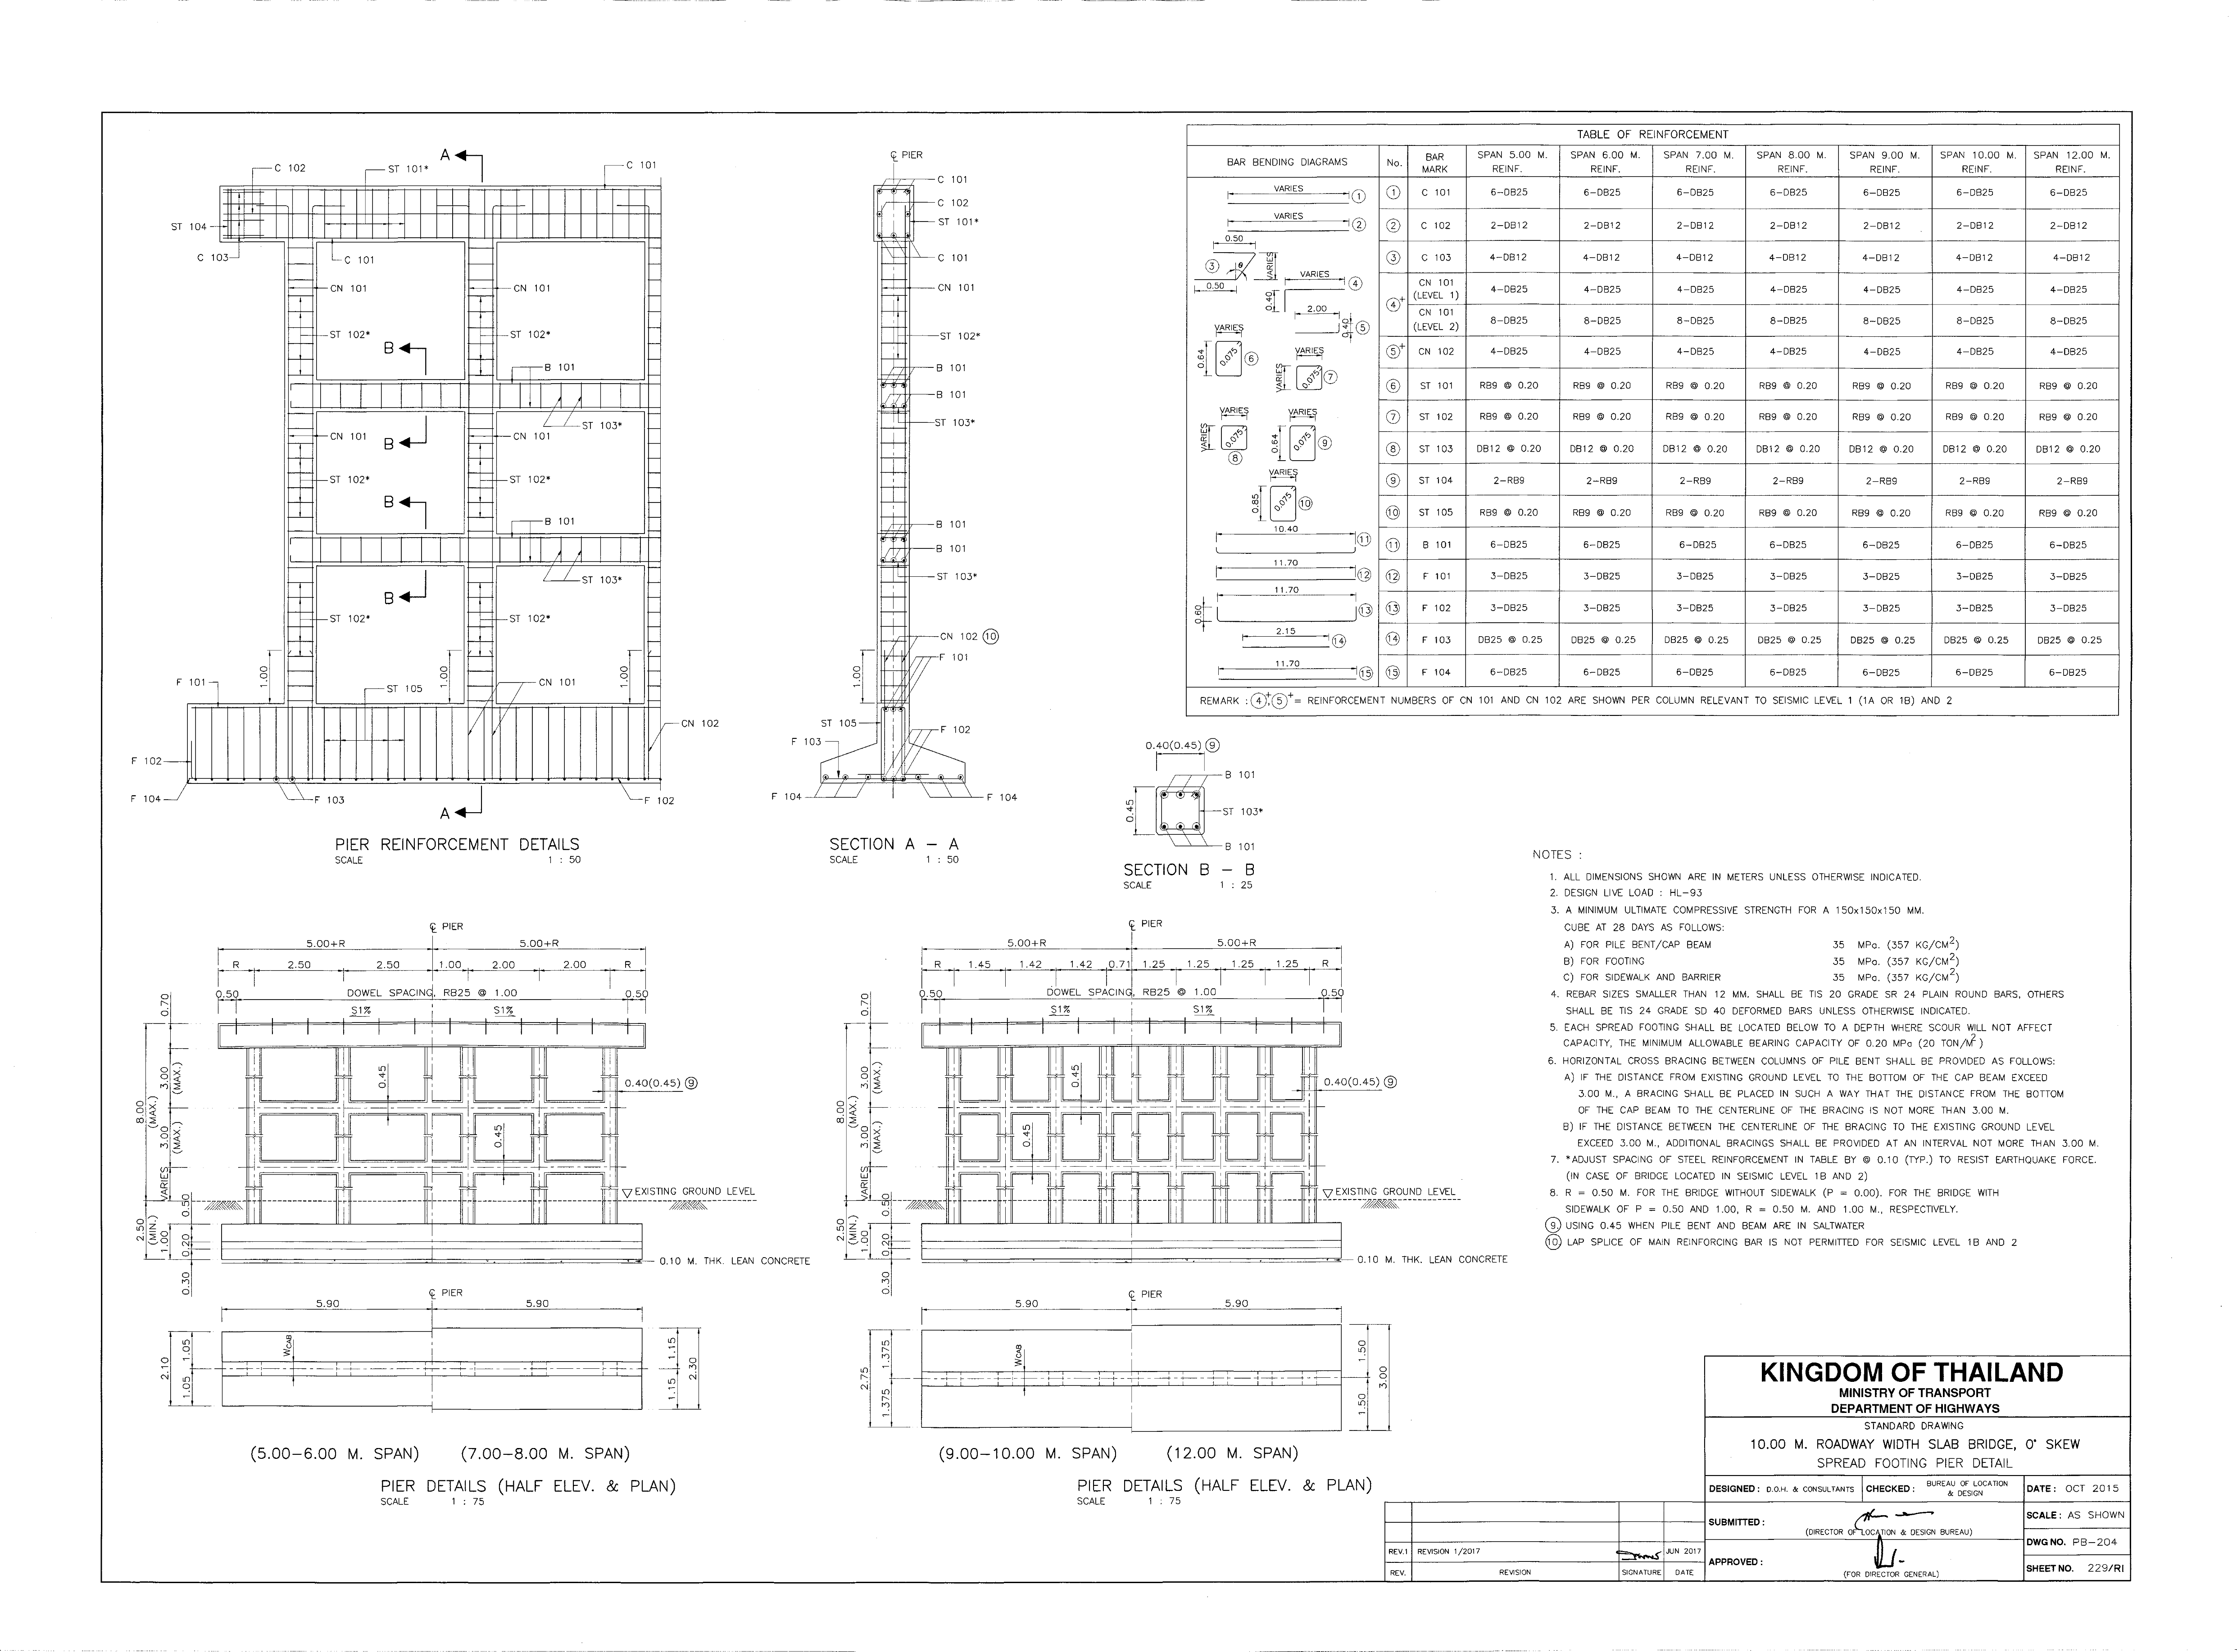 PIER REINFORCEMENT DETAILS
SCALE 1 : 50
A
C 102
ST 101*
C 101
ST 104
C 103
C 101
CN 101
CN 101
ST 102*
ST 102*
B
B 101
ST 103*
CN 101
B
CN 101
ST 102*
ST 102*
B
B 101
ST 103*
B
ST 102*
ST 102*
1.00
1.00
1.00
F 101
ST 105
CN 101
CN 102
F 102
F 104
F 103
F 102
A
℄ PIER
C 101
C 102
ST 101*
C 101
CN 101
ST 102*
B 101
B 101
ST 103*
B 101
B 101
ST 103*
CN 102 ⑩
F 101
1.00
ST 105
F 103
F 102
F 104
F 104
SECTION A – A
SCALE 1 : 50
0.40(0.45) ⑨
B 101
0.45
ST 103*
B 101
SECTION B – B
SCALE 1 : 25
TABLE OF REINFORCEMENT
BAR BENDING DIAGRAMS No. BAR MARK SPAN 5.00 M. REINF. SPAN 6.00 M. REINF. SPAN 7.00 M. REINF. SPAN 8.00 M. REINF. SPAN 9.00 M. REINF. SPAN 10.00 M. REINF. SPAN 12.00 M. REINF.
VARIES ①
VARIES ②
0.50
③ θ VARIES
0.50
VARIES ④
0.40
2.00
0.40 ⑤
VARIES
0.64 0.075 ⑥
VARIES
VARIES 0.075 ⑦
VARIES
VARIES 0.075 ⑧
VARIES
0.64 0.075 ⑨
VARIES
0.85 0.075 ⑩
10.40 ⑪
11.70 ⑫
11.70
0.60 ⑬
2.15 ⑭
11.70 ⑮
① C 101 6–DB25 6–DB25 6–DB25 6–DB25 6–DB25 6–DB25 6–DB25
② C 102 2–DB12 2–DB12 2–DB12 2–DB12 2–DB12 2–DB12 2–DB12
③ C 103 4–DB12 4–DB12 4–DB12 4–DB12 4–DB12 4–DB12 4–DB12
④+ CN 101 (LEVEL 1) 4–DB25 4–DB25 4–DB25 4–DB25 4–DB25 4–DB25 4–DB25
CN 101 (LEVEL 2) 8–DB25 8–DB25 8–DB25 8–DB25 8–DB25 8–DB25 8–DB25
⑤+ CN 102 4–DB25 4–DB25 4–DB25 4–DB25 4–DB25 4–DB25 4–DB25
⑥ ST 101 RB9 @ 0.20 RB9 @ 0.20 RB9 @ 0.20 RB9 @ 0.20 RB9 @ 0.20 RB9 @ 0.20 RB9 @ 0.20
⑦ ST 102 RB9 @ 0.20 RB9 @ 0.20 RB9 @ 0.20 RB9 @ 0.20 RB9 @ 0.20 RB9 @ 0.20 RB9 @ 0.20
⑧ ST 103 DB12 @ 0.20 DB12 @ 0.20 DB12 @ 0.20 DB12 @ 0.20 DB12 @ 0.20 DB12 @ 0.20 DB12 @ 0.20
⑨ ST 104 2–RB9 2–RB9 2–RB9 2–RB9 2–RB9 2–RB9 2–RB9
⑩ ST 105 RB9 @ 0.20 RB9 @ 0.20 RB9 @ 0.20 RB9 @ 0.20 RB9 @ 0.20 RB9 @ 0.20 RB9 @ 0.20
⑪ B 101 6–DB25 6–DB25 6–DB25 6–DB25 6–DB25 6–DB25 6–DB25
⑫ F 101 3–DB25 3–DB25 3–DB25 3–DB25 3–DB25 3–DB25 3–DB25
⑬ F 102 3–DB25 3–DB25 3–DB25 3–DB25 3–DB25 3–DB25 3–DB25
⑭ F 103 DB25 @ 0.25 DB25 @ 0.25 DB25 @ 0.25 DB25 @ 0.25 DB25 @ 0.25 DB25 @ 0.25 DB25 @ 0.25
⑮ F 104 6–DB25 6–DB25 6–DB25 6–DB25 6–DB25 6–DB25 6–DB25
REMARK : ④+,⑤+ = REINFORCEMENT NUMBERS OF CN 101 AND CN 102 ARE SHOWN PER COLUMN RELEVANT TO SEISMIC LEVEL 1 (1A OR 1B) AND 2
℄ PIER
5.00+R 5.00+R
R 2.50 2.50 1.00 2.00 2.00 R
0.50 DOWEL SPACING, RB25 @ 1.00 0.50
S1% S1%
0.70
3.00 (MAX.)
8.00 (MAX.)
3.00 (MAX.)
VARIES
0.45
0.45
0.40(0.45) ⑨
EXISTING GROUND LEVEL
0.50
2.50 (MIN.)
1.00
0.20
0.30
0.10 M. THK. LEAN CONCRETE
℄ PIER
5.90 5.90
2.10
1.05
1.05
WCAB
1.15
1.15
2.30
(5.00–6.00 M. SPAN) (7.00–8.00 M. SPAN)
PIER DETAILS (HALF ELEV. & PLAN)
SCALE 1 : 75
℄ PIER
5.00+R 5.00+R
R 1.45 1.42 1.42 0.71 1.25 1.25 1.25 1.25 R
0.50 DOWEL SPACING, RB25 @ 1.00 0.50
S1% S1%
0.70
3.00 (MAX.)
8.00 (MAX.)
3.00 (MAX.)
VARIES
0.45
0.45
0.40(0.45) ⑨
EXISTING GROUND LEVEL
0.50
2.50 (MIN.)
1.00
0.20
0.30
0.10 M. THK. LEAN CONCRETE
℄ PIER
5.90 5.90
2.75
1.375
1.375
WCAB
1.50
1.50
3.00
(9.00–10.00 M. SPAN) (12.00 M. SPAN)
PIER DETAILS (HALF ELEV. & PLAN)
SCALE 1 : 75
NOTES :
1. ALL DIMENSIONS SHOWN ARE IN METERS UNLESS OTHERWISE INDICATED.
2. DESIGN LIVE LOAD : HL–93
3. A MINIMUM ULTIMATE COMPRESSIVE STRENGTH FOR A 150x150x150 MM.
CUBE AT 28 DAYS AS FOLLOWS:
A) FOR PILE BENT/CAP BEAM 35 MPa. (357 KG/CM2)
B) FOR FOOTING 35 MPa. (357 KG/CM2)
C) FOR SIDEWALK AND BARRIER 35 MPa. (357 KG/CM2)
4. REBAR SIZES SMALLER THAN 12 MM. SHALL BE TIS 20 GRADE SR 24 PLAIN ROUND BARS, OTHERS
SHALL BE TIS 24 GRADE SD 40 DEFORMED BARS UNLESS OTHERWISE INDICATED.
5. EACH SPREAD FOOTING SHALL BE LOCATED BELOW TO A DEPTH WHERE SCOUR WILL NOT AFFECT
CAPACITY, THE MINIMUM ALLOWABLE BEARING CAPACITY OF 0.20 MPa (20 TON/M2)
6. HORIZONTAL CROSS BRACING BETWEEN COLUMNS OF PILE BENT SHALL BE PROVIDED AS FOLLOWS:
A) IF THE DISTANCE FROM EXISTING GROUND LEVEL TO THE BOTTOM OF THE CAP BEAM EXCEED
3.00 M., A BRACING SHALL BE PLACED IN SUCH A WAY THAT THE DISTANCE FROM THE BOTTOM
OF THE CAP BEAM TO THE CENTERLINE OF THE BRACING IS NOT MORE THAN 3.00 M.
B) IF THE DISTANCE BETWEEN THE CENTERLINE OF THE BRACING TO THE EXISTING GROUND LEVEL
EXCEED 3.00 M., ADDITIONAL BRACINGS SHALL BE PROVIDED AT AN INTERVAL NOT MORE THAN 3.00 M.
7. *ADJUST SPACING OF STEEL REINFORCEMENT IN TABLE BY @ 0.10 (TYP.) TO RESIST EARTHQUAKE FORCE.
(IN CASE OF BRIDGE LOCATED IN SEISMIC LEVEL 1B AND 2)
8. R = 0.50 M. FOR THE BRIDGE WITHOUT SIDEWALK (P = 0.00). FOR THE BRIDGE WITH
SIDEWALK OF P = 0.50 AND 1.00, R = 0.50 M. AND 1.00 M., RESPECTIVELY.
⑨ USING 0.45 WHEN PILE BENT AND BEAM ARE IN SALTWATER
⑩ LAP SPLICE OF MAIN REINFORCING BAR IS NOT PERMITTED FOR SEISMIC LEVEL 1B AND 2
KINGDOM OF THAILAND
MINISTRY OF TRANSPORT
DEPARTMENT OF HIGHWAYS
STANDARD DRAWING
10.00 M. ROADWAY WIDTH SLAB BRIDGE, 0° SKEW
SPREAD FOOTING PIER DETAIL
DESIGNED : D.O.H. & CONSULTANTS CHECKED : BUREAU OF LOCATION & DESIGN DATE : OCT 2015
SUBMITTED : (DIRECTOR OF LOCATION & DESIGN BUREAU) SCALE : AS SHOWN
DWG NO. PB–204
APPROVED : (FOR DIRECTOR GENERAL) SHEET NO. 229/R1
REV.1 REVISION 1/2017 JUN 2017
REV. REVISION SIGNATURE DATE